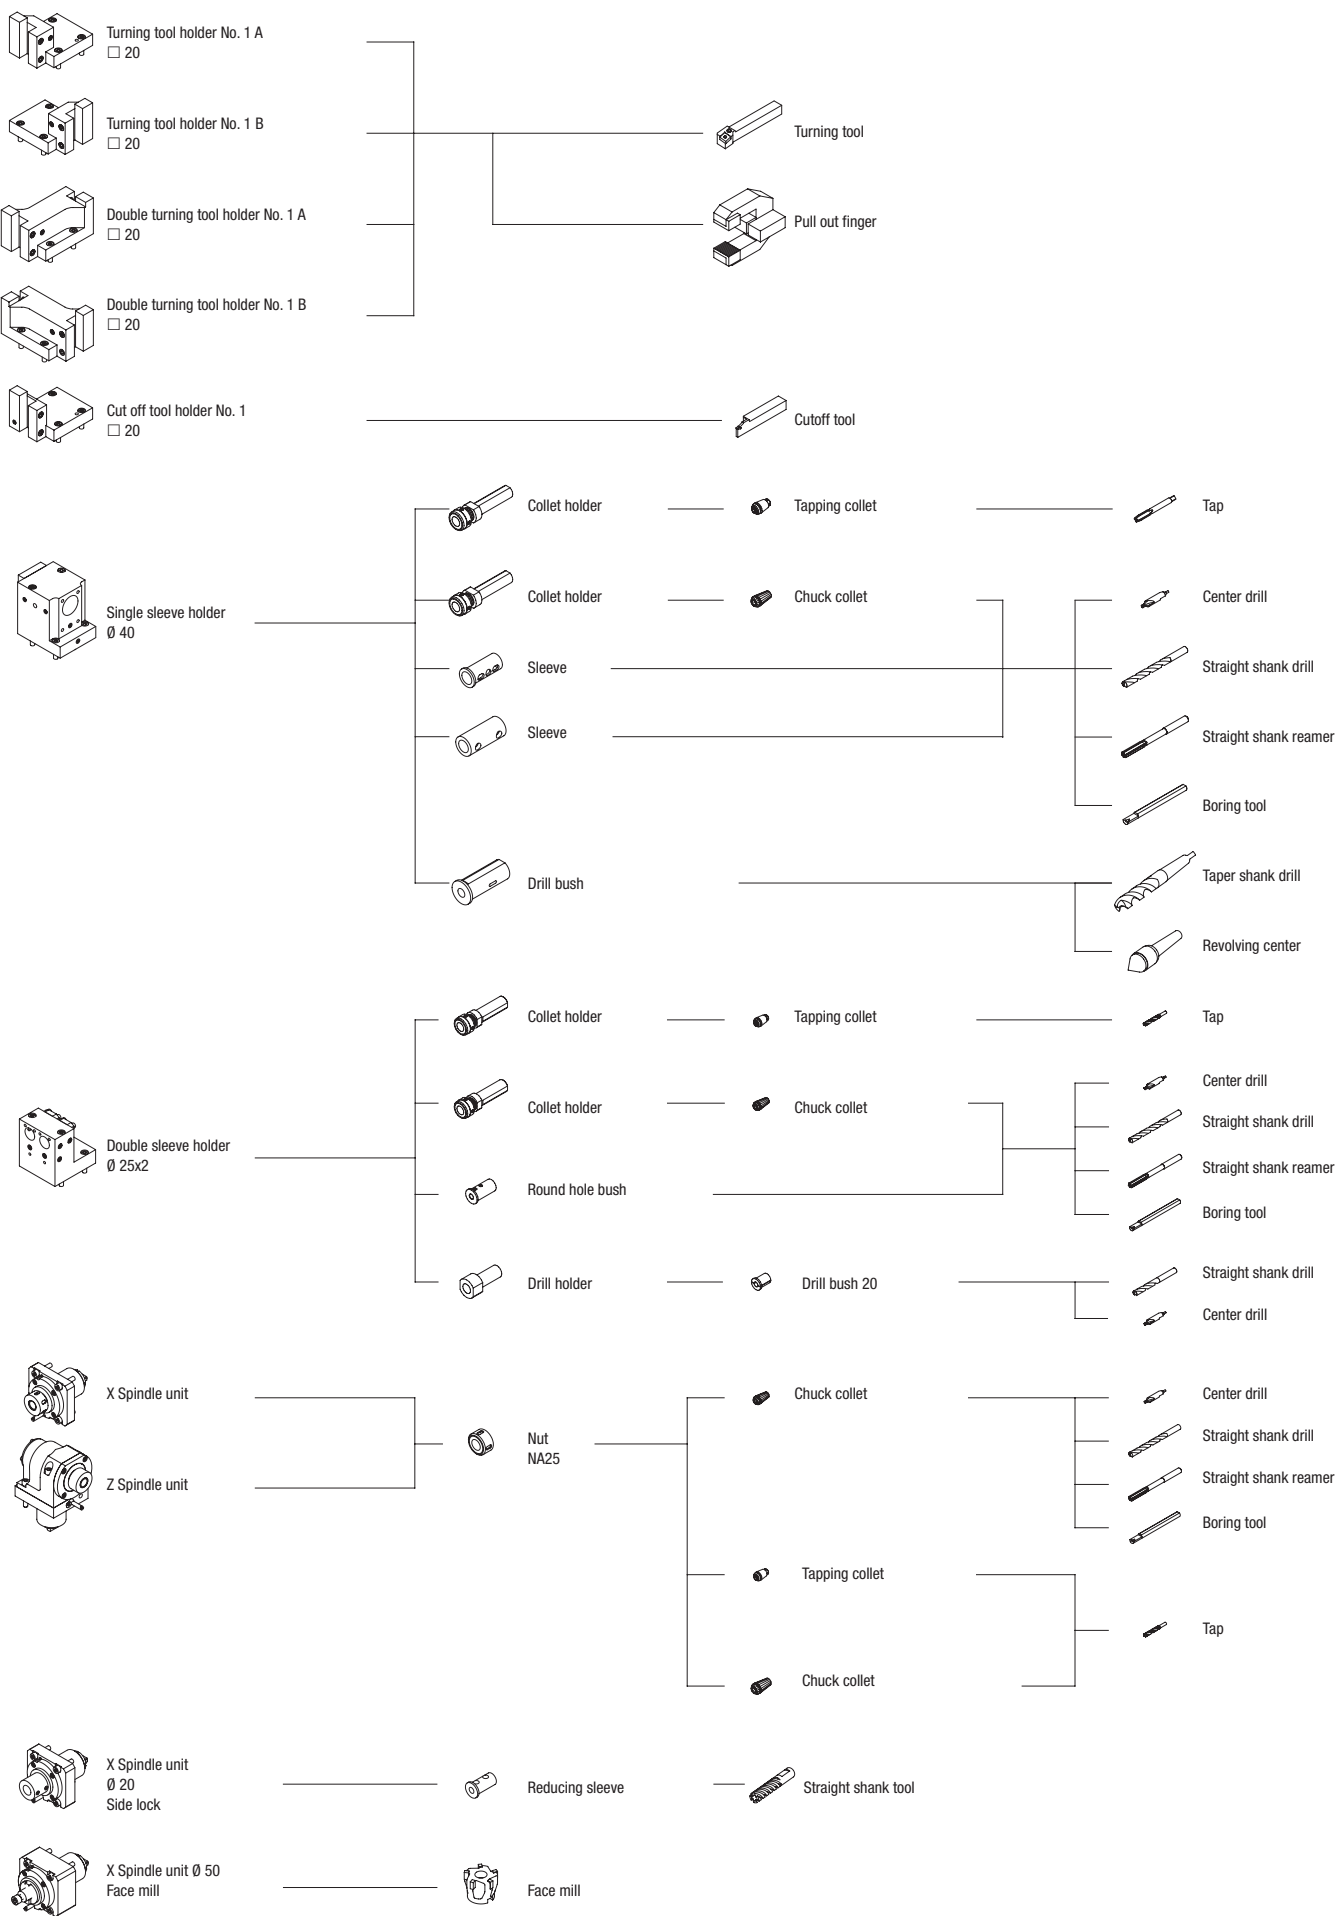 Turning tool holder No. 1 A
□ 20
Turning tool holder No. 1 B
□ 20
Turning tool
Double turning tool holder No. 1 A
□ 20
Pull out finger
Double turning tool holder No. 1 B
□ 20
Cut off tool holder No. 1
□ 20
Cutoff tool
Single sleeve holder
Ø 40
Collet holder
Tapping collet
Tap
Collet holder
Chuck collet
Center drill
Sleeve
Straight shank drill
Sleeve
Straight shank reamer
Boring tool
Drill bush
Taper shank drill
Revolving center
Double sleeve holder
Ø 25x2
Collet holder
Tapping collet
Tap
Collet holder
Chuck collet
Center drill
Straight shank drill
Round hole bush
Straight shank reamer
Boring tool
Drill holder
Drill bush 20
Straight shank drill
Center drill
X Spindle unit
Z Spindle unit
Nut
NA25
Chuck collet
Center drill
Straight shank drill
Straight shank reamer
Boring tool
Tapping collet
Tap
Chuck collet
X Spindle unit
Ø 20
Side lock
Reducing sleeve
Straight shank tool
X Spindle unit Ø 50
Face mill
Face mill